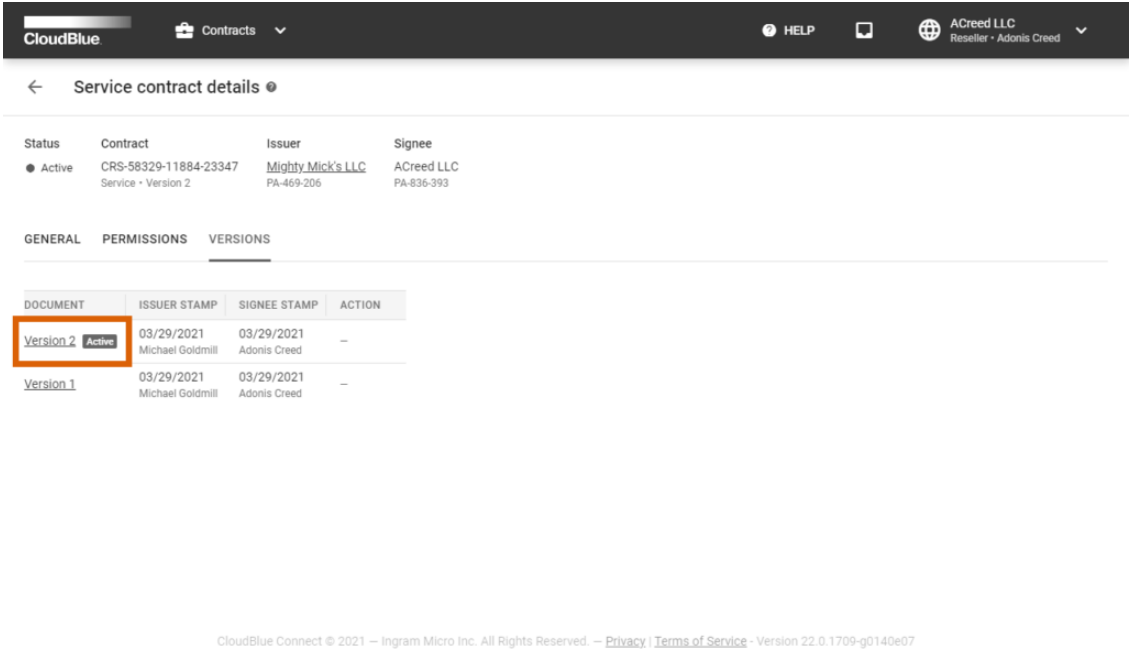 CloudBlue.
Contracts
HELP
ACreed LLC
Reseller • Adonis Creed
Service contract details
Status Contract Issuer Signee
Active CRS-58329-11884-23347 Mighty Mick's LLC ACreed LLC
Service • Version 2 PA-469-206 PA-836-393
GENERAL PERMISSIONS VERSIONS
DOCUMENT ISSUER STAMP SIGNEE STAMP ACTION
Version 2 Active 03/29/2021 03/29/2021 –
Michael Goldmill Adonis Creed
Version 1 03/29/2021 03/29/2021 –
Michael Goldmill Adonis Creed
CloudBlue Connect © 2021 — Ingram Micro Inc. All Rights Reserved. — Privacy | Terms of Service - Version 22.0.1709-g0140e07